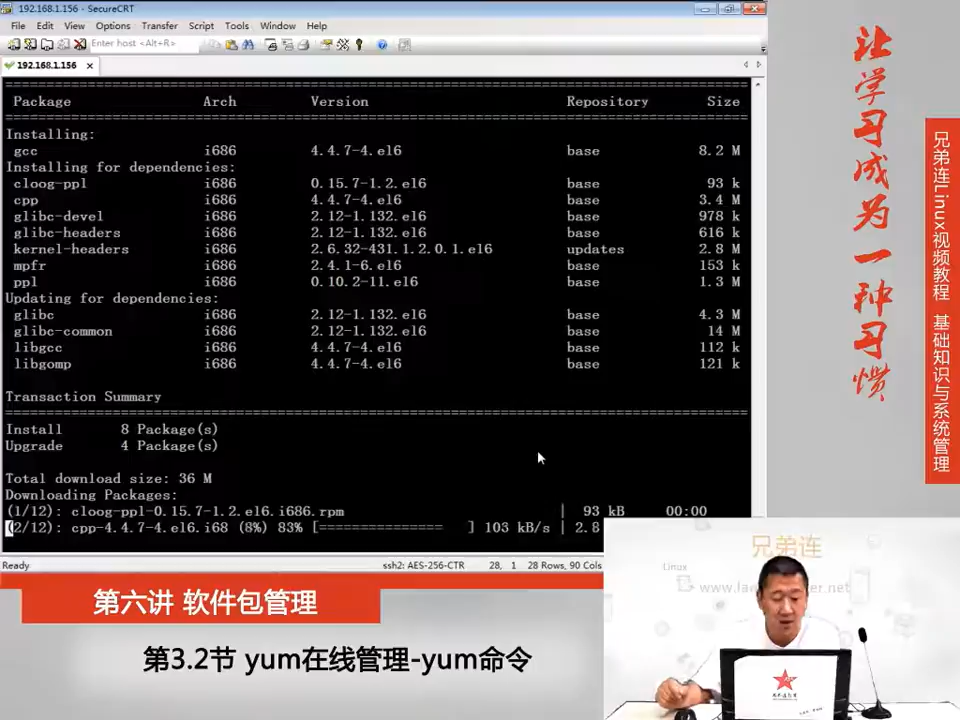 192.168.1.156 - SecureCRT
File Edit View Options Transfer Script Tools Window Help
Enter host <Alt+R>
192.168.1.156
Package Arch Version Repository Size
Installing:
gcc i686 4.4.7-4.el6 base 8.2 M
Installing for dependencies:
cloog-ppl i686 0.15.7-1.2.el6 base 93 k
cpp i686 4.4.7-4.el6 base 3.4 M
glibc-devel i686 2.12-1.132.el6 base 978 k
glibc-headers i686 2.12-1.132.el6 base 616 k
kernel-headers i686 2.6.32-431.1.2.0.1.el6 updates 2.8 M
mpfr i686 2.4.1-6.el6 base 153 k
ppl i686 0.10.2-11.el6 base 1.3 M
Updating for dependencies:
glibc i686 2.12-1.132.el6 base 4.3 M
glibc-common i686 2.12-1.132.el6 base 14 M
libgcc i686 4.4.7-4.el6 base 112 k
libgomp i686 4.4.7-4.el6 base 121 k
Transaction Summary
Install 8 Package(s)
Upgrade 4 Package(s)
Total download size: 36 M
Downloading Packages:
(1/12): cloog-ppl-0.15.7-1.2.el6.i686.rpm | 93 kB 00:00
(2/12): cpp-4.4.7-4.el6.i68 (8%) 83% [================ ] 103 kB/s | 2.8
Ready ssh2: AES-256-CTR 28, 1 28 Rows, 90 Cols
让学习成为一种习惯
兄弟连Linux视频教程 基础知识与系统管理
第六讲 软件包管理
第3.2节 yum在线管理-yum命令
兄弟连
Linux